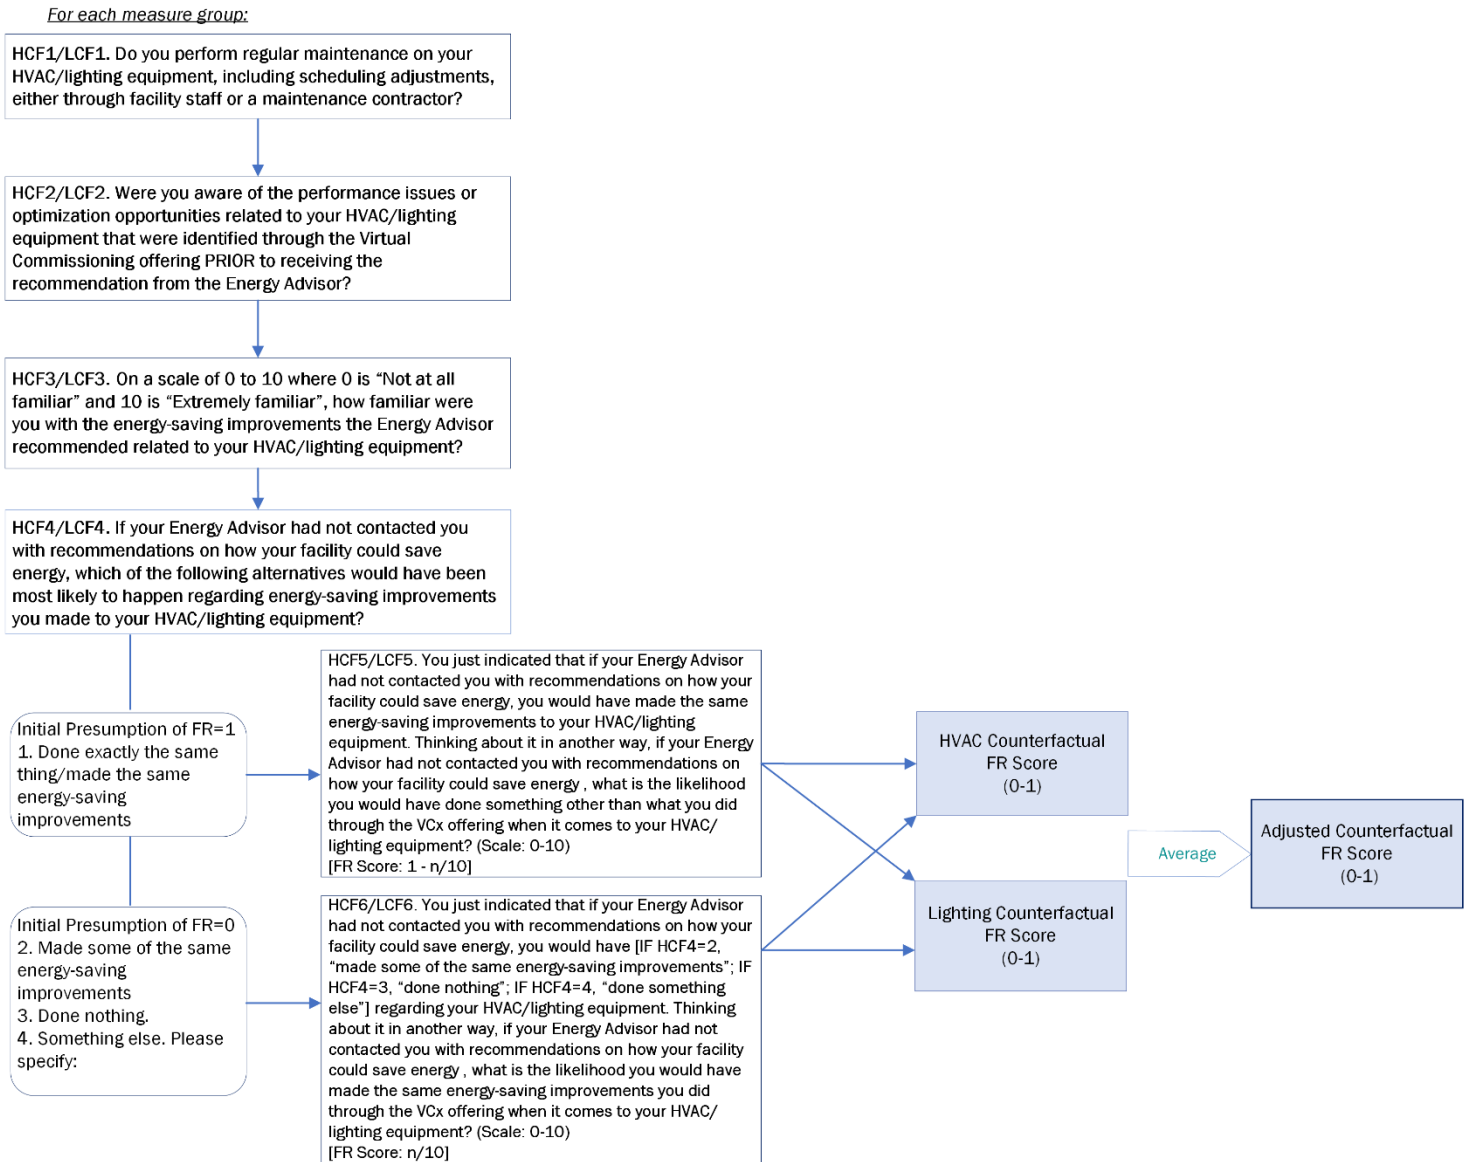 For each measure group:
HCF1/LCF1. Do you perform regular maintenance on your
HVAC/lighting equipment, including scheduling adjustments,
either through facility staff or a maintenance contractor?
HCF2/LCF2. Were you aware of the performance issues or
optimization opportunities related to your HVAC/lighting
equipment that were identified through the Virtual
Commissioning offering PRIOR to receiving the
recommendation from the Energy Advisor?
HCF3/LCF3. On a scale of 0 to 10 where 0 is “Not at all
familiar” and 10 is “Extremely familiar”, how familiar were
you with the energy-saving improvements the Energy Advisor
recommended related to your HVAC/lighting equipment?
HCF4/LCF4. If your Energy Advisor had not contacted you
with recommendations on how your facility could save
energy, which of the following alternatives would have been
most likely to happen regarding energy-saving improvements
you made to your HVAC/lighting equipment?
Initial Presumption of FR=1
1. Done exactly the same
thing/made the same
energy-saving
improvements
HCF5/LCF5. You just indicated that if your Energy Advisor
had not contacted you with recommendations on how your
facility could save energy, you would have made the same
energy-saving improvements to your HVAC/lighting
equipment. Thinking about it in another way, if your Energy
Advisor had not contacted you with recommendations on
how your facility could save energy , what is the likelihood
you would have done something other than what you did
through the VCx offering when it comes to your HVAC/
lighting equipment? (Scale: 0-10)
[FR Score: 1 - n/10]
Initial Presumption of FR=0
2. Made some of the same
energy-saving
improvements
3. Done nothing.
4. Something else. Please
specify:
HCF6/LCF6. You just indicated that if your Energy Advisor
had not contacted you with recommendations on how your
facility could save energy, you would have [IF HCF4=2,
“made some of the same energy-saving improvements”; IF
HCF4=3, “done nothing”; IF HCF4=4, “done something
else”] regarding your HVAC/lighting equipment. Thinking
about it in another way, if your Energy Advisor had not
contacted you with recommendations on how your facility
could save energy , what is the likelihood you would have
made the same energy-saving improvements you did
through the VCx offering when it comes to your HVAC/
lighting equipment? (Scale: 0-10)
[FR Score: n/10]
HVAC Counterfactual
FR Score
(0-1)
Lighting Counterfactual
FR Score
(0-1)
Average
Adjusted Counterfactual
FR Score
(0-1)